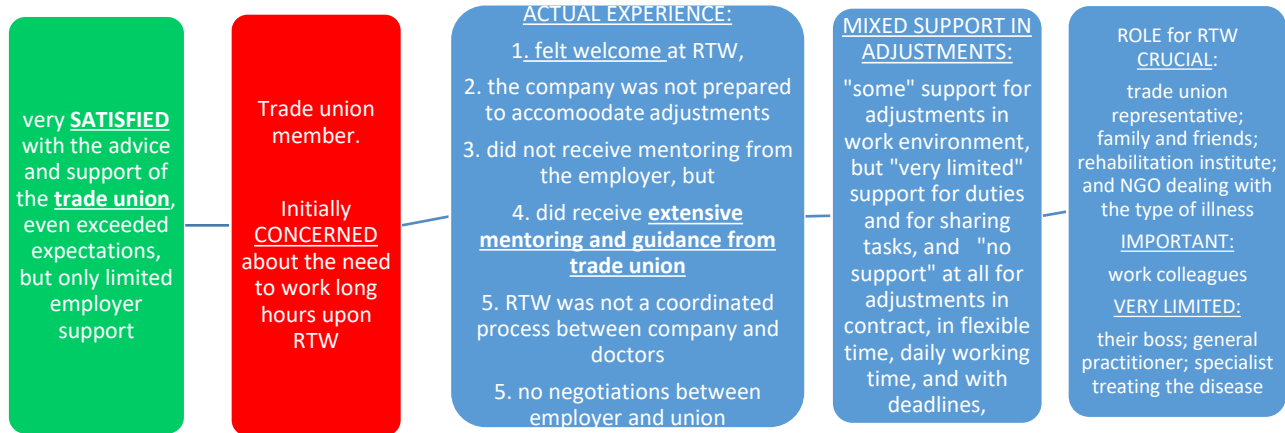 very SATISFIED
with the advice
and support of
the trade union,
even exceeded
expectations,
but only limited
employer
support
Trade union
member.
Initially
CONCERNED
about the need
to work long
hours upon
RTW
ACTUAL EXPERIENCE:
1. felt welcome at RTW,
2. the company was not prepared
to accomoodate adjustments
3. did not receive mentoring from
the employer, but
4. did receive extensive
mentoring and guidance from
trade union
5. RTW was not a coordinated
process between company and
doctors
5. no negotiations between
employer and union
MIXED SUPPORT IN
ADJUSTMENTS:
"some" support for
adjustments in
work environment,
but "very limited"
support for duties
and for sharing
tasks, and "no
support" at all for
adjustments in
contract, in flexible
time, daily working
time, and with
deadlines,
ROLE for RTW
CRUCIAL:
trade union
representative;
family and friends;
rehabilitation institute;
and NGO dealing with
the type of illness
IMPORTANT:
work colleagues
VERY LIMITED:
their boss; general
practitioner; specialist
treating the disease